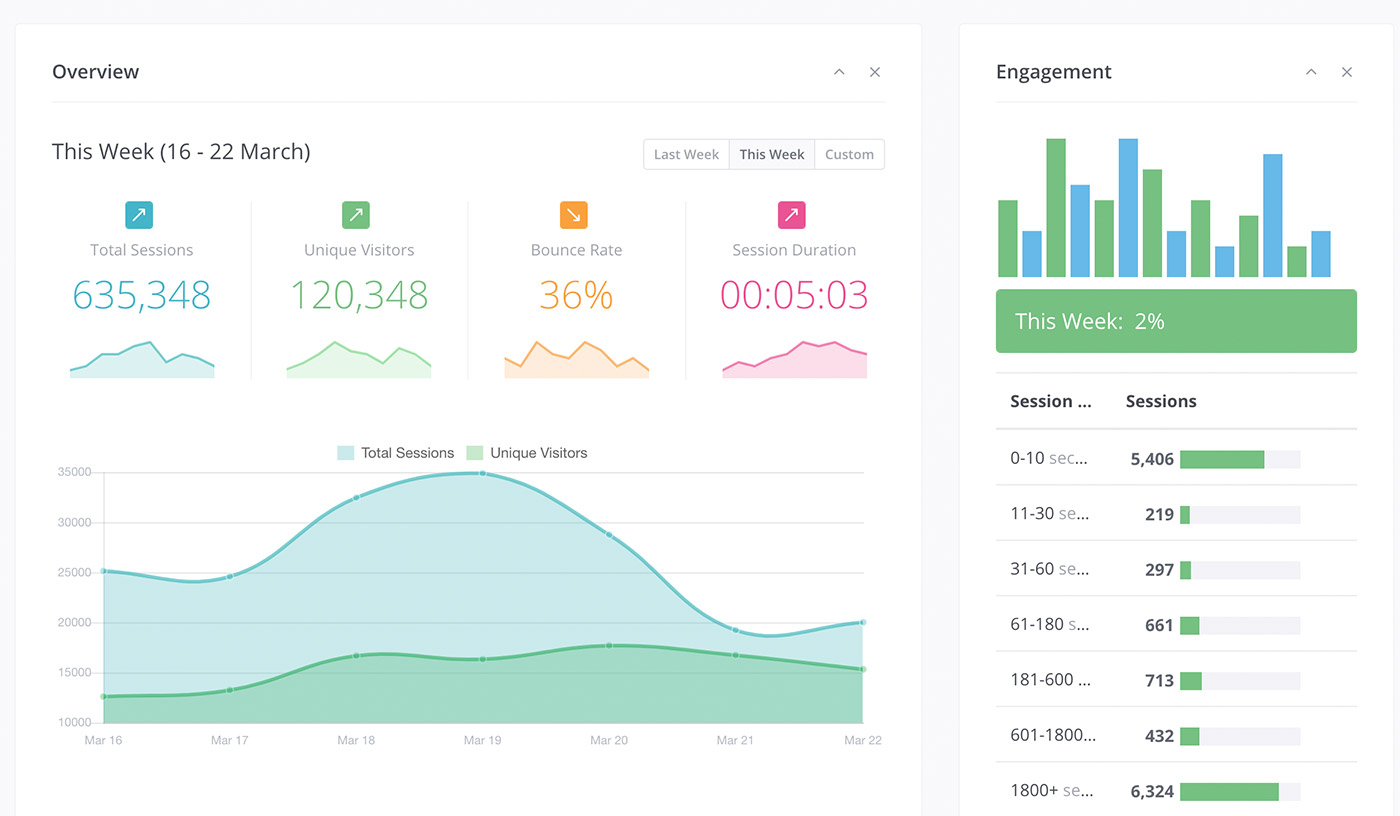 Overview
This Week (16 - 22 March)
Last Week This Week Custom
Total Sessions Unique Visitors Bounce Rate Session Duration
635,348 120,348 36% 00:05:03
Total Sessions Unique Visitors
35000
30000
25000
20000
15000
10000
Mar 16 Mar 17 Mar 18 Mar 19 Mar 20 Mar 21 Mar 22
Engagement
This Week: 2%
Session ... Sessions
0-10 sec... 5,406
11-30 se... 219
31-60 se... 297
61-180 s... 661
181-600 ... 713
601-1800... 432
1800+ se... 6,324